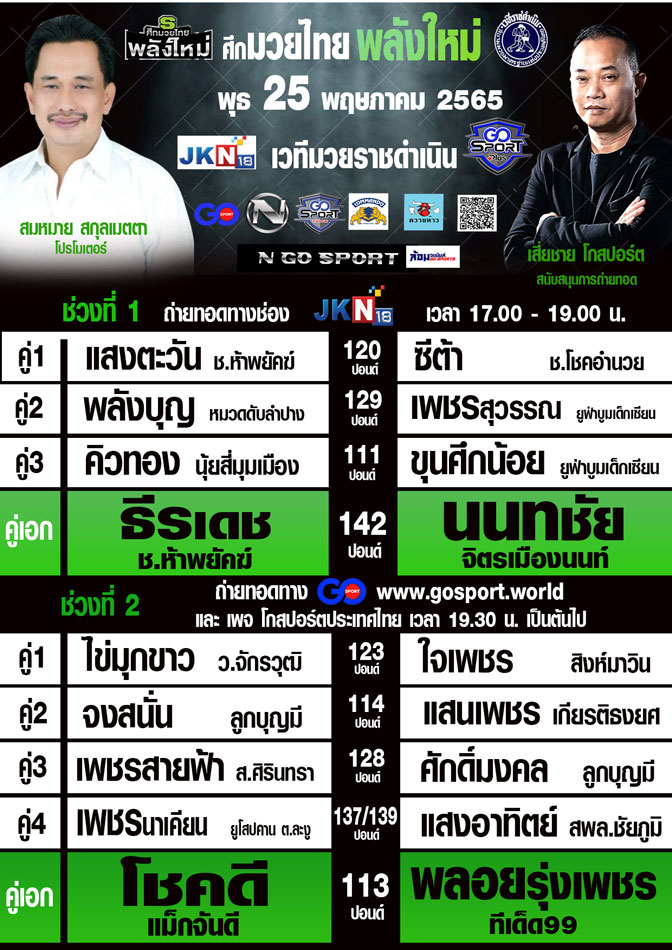 ศึกมวยไทย
พลังใหม่
ศึกมวยไทย พลังใหม่
พุธ 25 พฤษภาคม 2565
JKN18 เวทีมวยราชดำเนิน GO SPORT Plus
GO SPORT N GO SPORT Plus COMMANDO ควายหาว
สมหมาย สกุลเมตตา
โปรโมเตอร์
N GO SPORT ล้อมวงมันส์ GO SPORTS
เสี่ยชาย โกสปอร์ต
สนับสนุนการถ่ายทอด
ช่วงที่ 1 ถ่ายทอดทางช่อง JKN18 เวลา 17.00 - 19.00 น.
คู่1 แสงตะวัน ช.ห้าพยัคฆ์ 120 ปอนด์ ซีต้า ช.โชคอำนวย
คู่2 พลังบุญ หมวดดับลำปาง 129 ปอนด์ เพชรสุวรรณ ยูฟ่าบูมเด็กเซียน
คู่3 คิวทอง นุ้ยสี่มุมเมือง 111 ปอนด์ ขุนศึกน้อย ยูฟ่าบูมเด็กเซียน
คู่เอก ธีรเดช ช.ห้าพยัคฆ์ 142 ปอนด์ นนทชัย จิตรเมืองนนท์
ช่วงที่ 2 ถ่ายทอดทาง GO SPORT www.gosport.world
และ เพจ โกสปอร์ตประเทศไทย เวลา 19.30 น. เป็นต้นไป
คู่1 ไข่มุกขาว ว.จักรวุฒิ 123 ปอนด์ ใจเพชร สิงห์มาวิน
คู่2 จงสนั่น ลูกบุญมี 114 ปอนด์ แสนเพชร เกียรติธงยศ
คู่3 เพชรสายฟ้า ส.ศิรินทรา 128 ปอนด์ ศักดิ์มงคล ลูกบุญมี
คู่4 เพชรนาเคียน ยูโสปคาน ต.ละงู 137/139 ปอนด์ แสงอาทิตย์ สพล.ชัยภูมิ
คู่เอก โชคดี แม็กจันดี 113 ปอนด์ พลอยรุ่งเพชร ทีเด็ด99